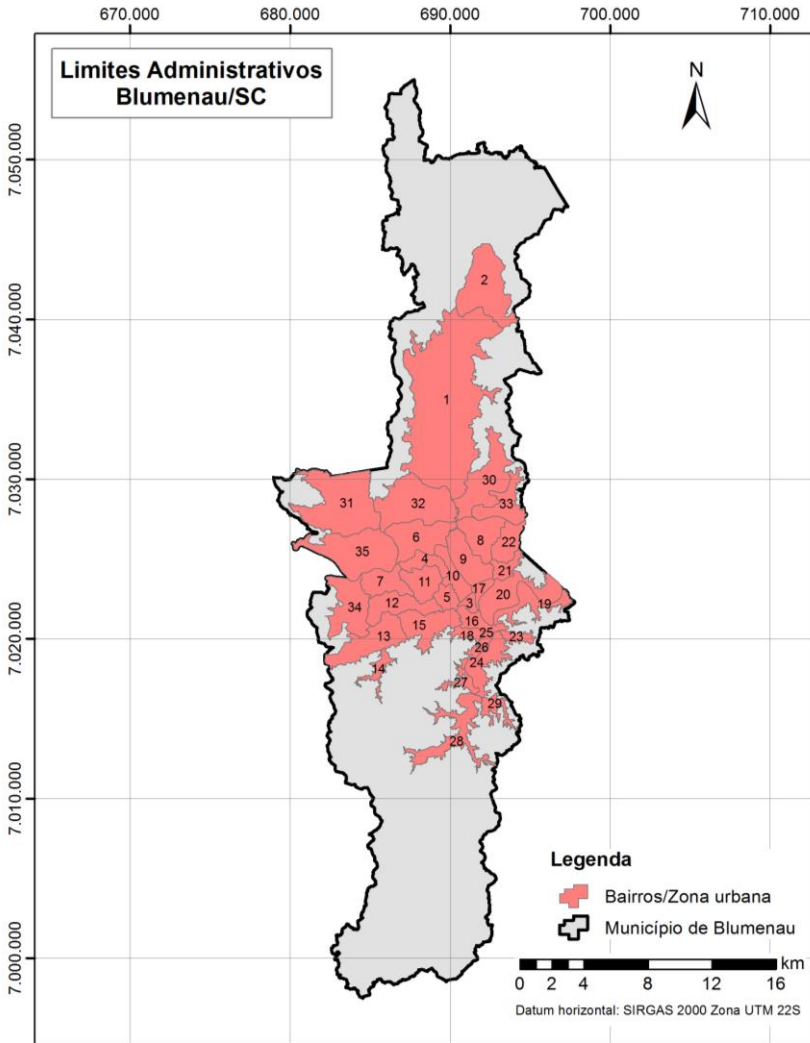 670.000 680.000 690.000 700.000 710.000
Limites Administrativos
Blumenau/SC
N
7.050.000
2
7.040.000
1
7.030.000
30
31 32 33
6 8 22
35 4 9
7 11 10 21
12 5 17 20
34 3 19
7.020.000
13 15 16 25 23
18 26
14 24
27
29
28
7.010.000
Legenda
Bairros/Zona urbana
Município de Blumenau
7.000.000
km
0 2 4 8 12 16
Datum horizontal: SIRGAS 2000 Zona UTM 22S